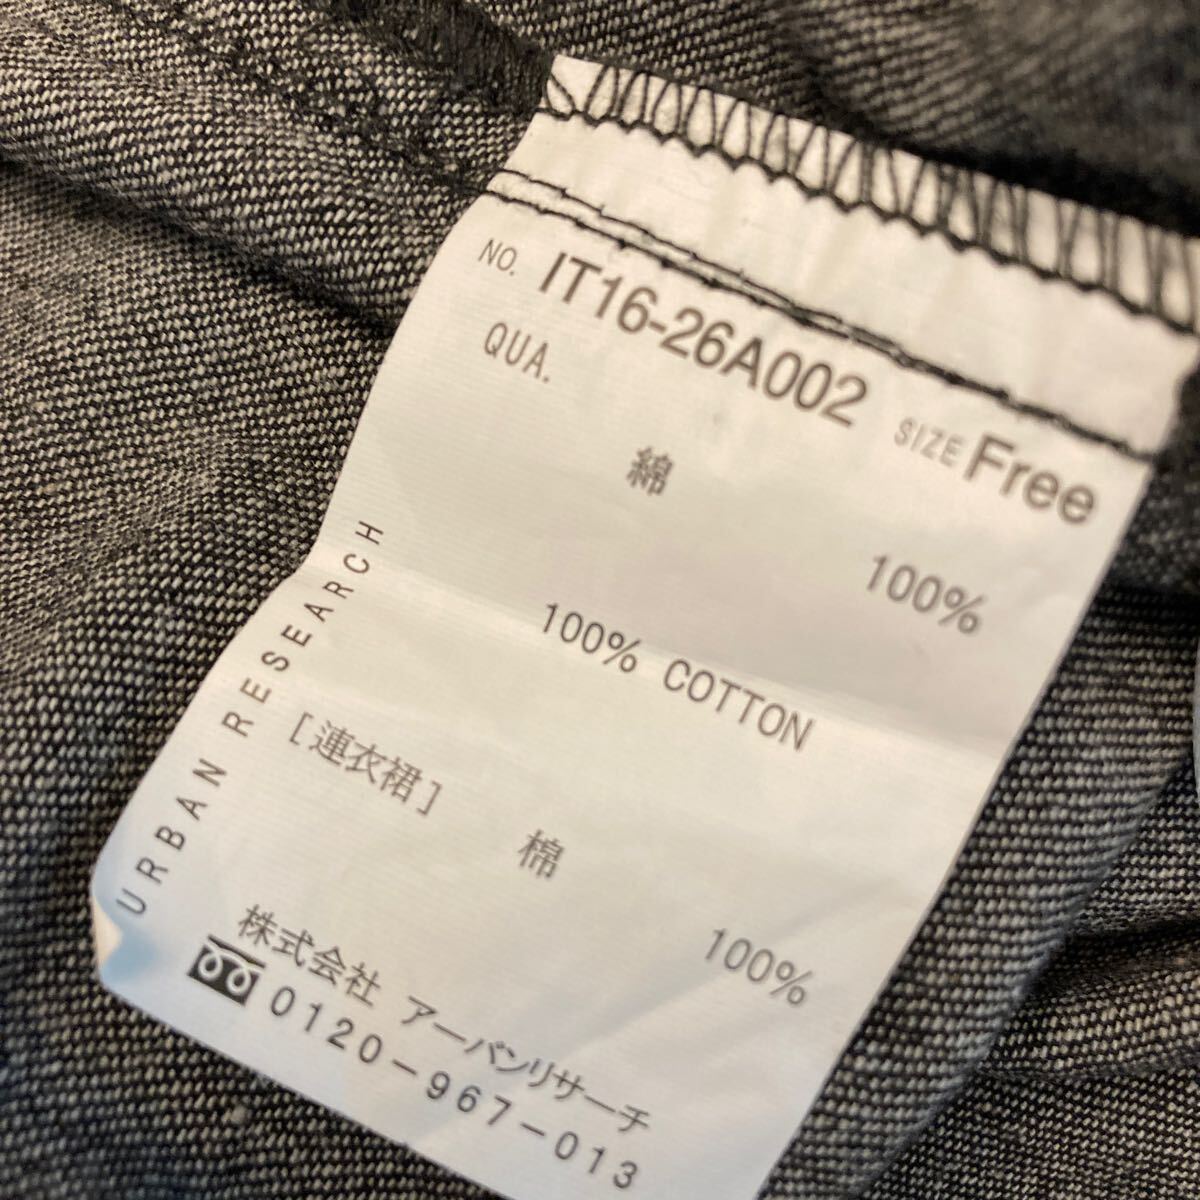 NO. IT16-26A002 SIZE Free
QUA.
綿 100%
100% COTTON
[連衣裙]
棉 100%
株式会社 アーバンリサーチ
0120-967-013
URBAN RESEARCH